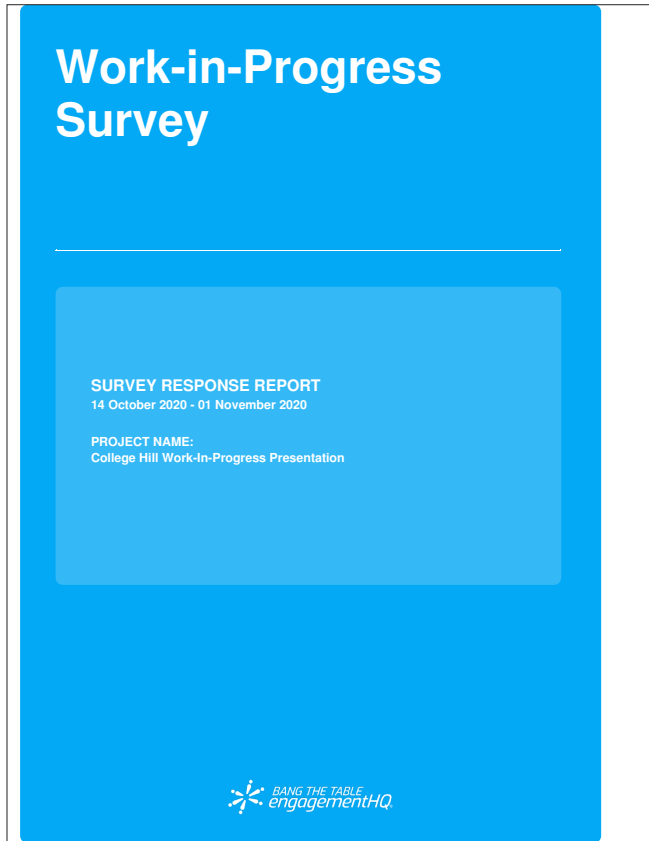 Work-in-Progress
Survey
SURVEY RESPONSE REPORT
14 October 2020 - 01 November 2020
PROJECT NAME:
College Hill Work-In-Progress Presentation
BANG THE TABLE
engagementHQ.